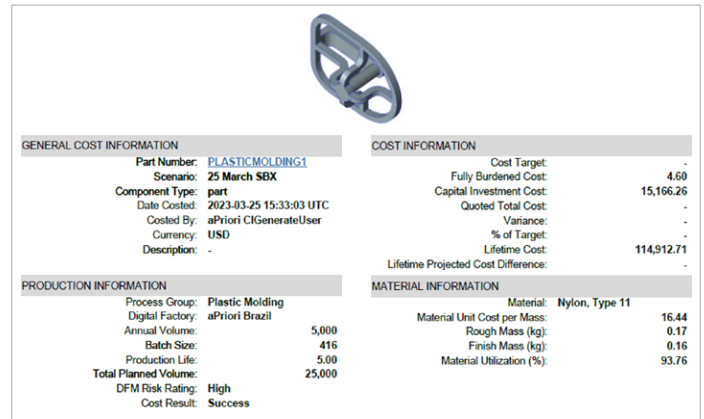 GENERAL COST INFORMATION
Part Number: PLASTICMOLDING1
Scenario: 25 March SBX
Component Type: part
Date Costed: 2023-03-25 15:33:03 UTC
Costed By: aPriori CIGenerateUser
Currency: USD
Description: -
COST INFORMATION
Cost Target: -
Fully Burdened Cost: 4.60
Capital Investment Cost: 15,166.26
Quoted Total Cost: -
Variance: -
% of Target: -
Lifetime Cost: 114,912.71
Lifetime Projected Cost Difference: -
PRODUCTION INFORMATION
Process Group: Plastic Molding
Digital Factory: aPriori Brazil
Annual Volume: 5,000
Batch Size: 416
Production Life: 5.00
Total Planned Volume: 25,000
DFM Risk Rating: High
Cost Result: Success
MATERIAL INFORMATION
Material: Nylon, Type 11
Material Unit Cost per Mass: 16.44
Rough Mass (kg): 0.17
Finish Mass (kg): 0.16
Material Utilization (%): 93.76